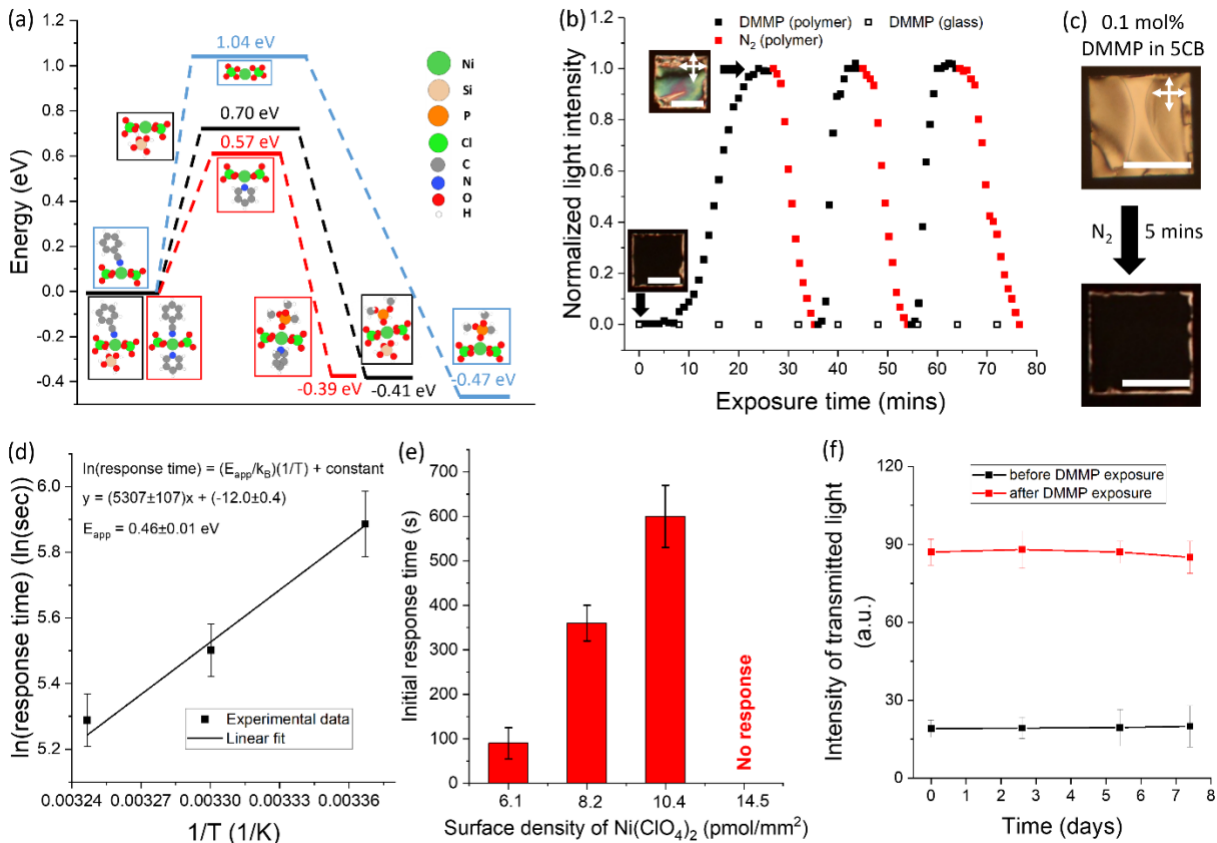 (a)
1.2
1.0
0.8
0.6
0.4
0.2
0.0
-0.2
-0.4
Energy (eV)
1.04 eV
0.70 eV
0.57 eV
-0.39 eV
-0.41 eV
-0.47 eV
Ni
Si
P
Cl
C
N
O
H
(b)
1.2
1.0
0.8
0.6
0.4
0.2
0.0
Normalized light intensity
DMMP (polymer)
DMMP (glass)
N2 (polymer)
0 10 20 30 40 50 60 70 80
Exposure time (mins)
(c)
0.1 mol%
DMMP in 5CB
N2 5 mins
(d)
ln(response time) (ln(sec))
6.0
5.8
5.6
5.4
5.2
ln(response time) = (Eapp/kB)(1/T) + constant
y = (5307±107)x + (-12.0±0.4)
Eapp = 0.46±0.01 eV
Experimental data
Linear fit
0.00324 0.00327 0.00330 0.00333 0.00336
1/T (1/K)
(e)
Initial response time (s)
700
600
500
400
300
200
100
0
No response
6.1 8.2 10.4 14.5
Surface density of Ni(ClO4)2 (pmol/mm2)
(f)
Intensity of transmitted light
(a.u.)
120
90
60
30
0
before DMMP exposure
after DMMP exposure
0 1 2 3 4 5 6 7 8
Time (days)